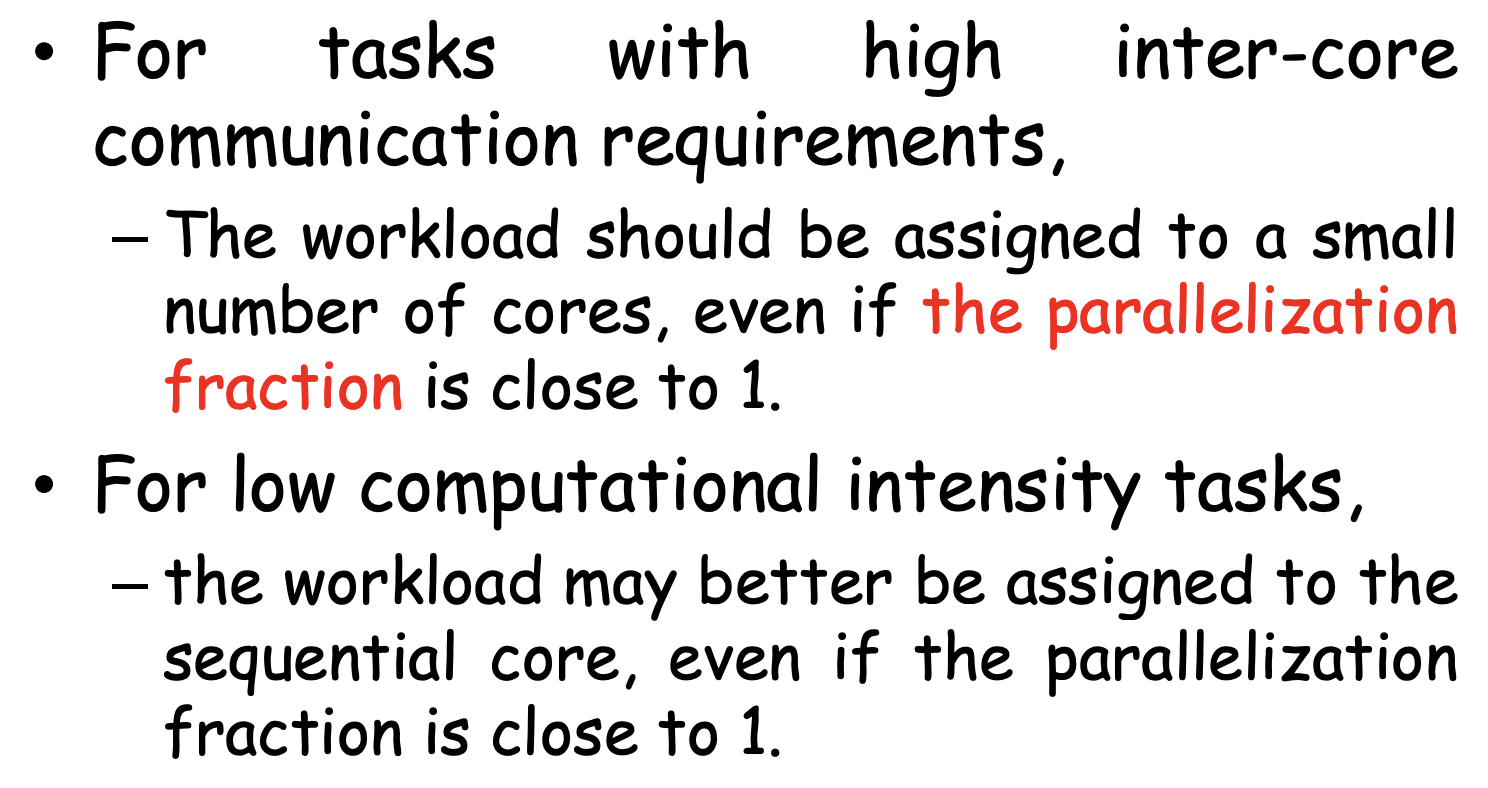 • For tasks with high inter-core
communication requirements,
– The workload should be assigned to a small
number of cores, even if the parallelization
fraction is close to 1.
• For low computational intensity tasks,
– the workload may better be assigned to the
sequential core, even if the parallelization
fraction is close to 1.